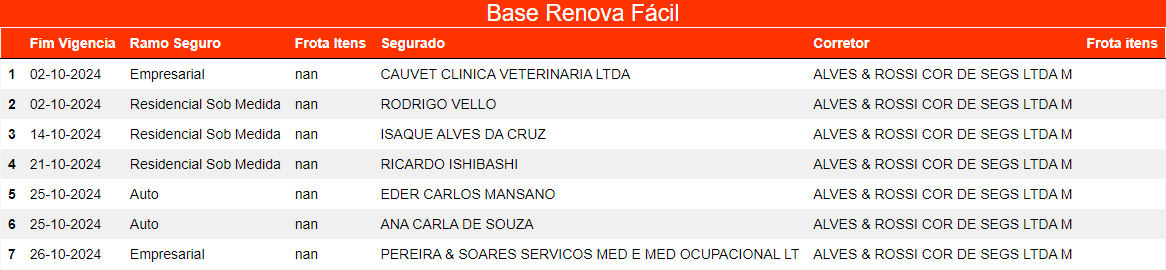 Base Renova Fácil
Fim Vigencia Ramo Seguro Frota Itens Segurado Corretor Frota itens
1 02-10-2024 Empresarial nan CAUVET CLINICA VETERINARIA LTDA ALVES & ROSSI COR DE SEGS LTDA M
2 02-10-2024 Residencial Sob Medida nan RODRIGO VELLO ALVES & ROSSI COR DE SEGS LTDA M
3 14-10-2024 Residencial Sob Medida nan ISAQUE ALVES DA CRUZ ALVES & ROSSI COR DE SEGS LTDA M
4 21-10-2024 Residencial Sob Medida nan RICARDO ISHIBASHI ALVES & ROSSI COR DE SEGS LTDA M
5 25-10-2024 Auto nan EDER CARLOS MANSANO ALVES & ROSSI COR DE SEGS LTDA M
6 25-10-2024 Auto nan ANA CARLA DE SOUZA ALVES & ROSSI COR DE SEGS LTDA M
7 26-10-2024 Empresarial nan PEREIRA & SOARES SERVICOS MED E MED OCUPACIONAL LT ALVES & ROSSI COR DE SEGS LTDA M